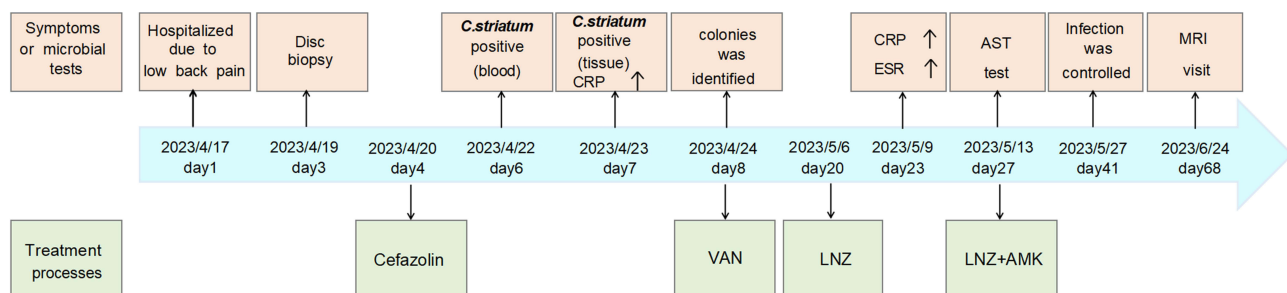 Symptoms
or microbial
tests
Hospitalized
due to
low back pain
Disc
biopsy
C.striatum
positive
(blood)
C.striatum
positive
(tissue)
CRP ↑
colonies
was
identified
CRP ↑
ESR ↑
AST
test
Infection
was
controlled
MRI
visit
2023/4/17
day1
2023/4/19
day3
2023/4/20
day4
2023/4/22
day6
2023/4/23
day7
2023/4/24
day8
2023/5/6
day20
2023/5/9
day23
2023/5/13
day27
2023/5/27
day41
2023/6/24
day68
Treatment
processes
Cefazolin
VAN
LNZ
LNZ+AMK